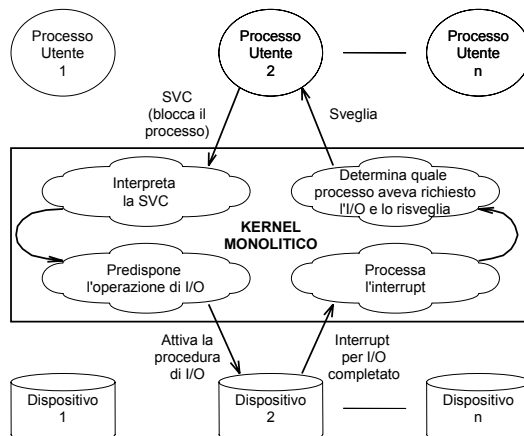 Processo
Utente
1
Processo
Utente
2
Processo
Utente
n
SVC
(blocca il
processo)
Sveglia
Interpreta
la SVC
Determina quale
processo aveva richiesto
l'I/O e lo risveglia
KERNEL
MONOLITICO
Predispone
l'operazione di I/O
Processa
l'interrupt
Attiva la
procedura
di I/O
Interrupt
per I/O
completato
Dispositivo
1
Dispositivo
2
Dispositivo
n